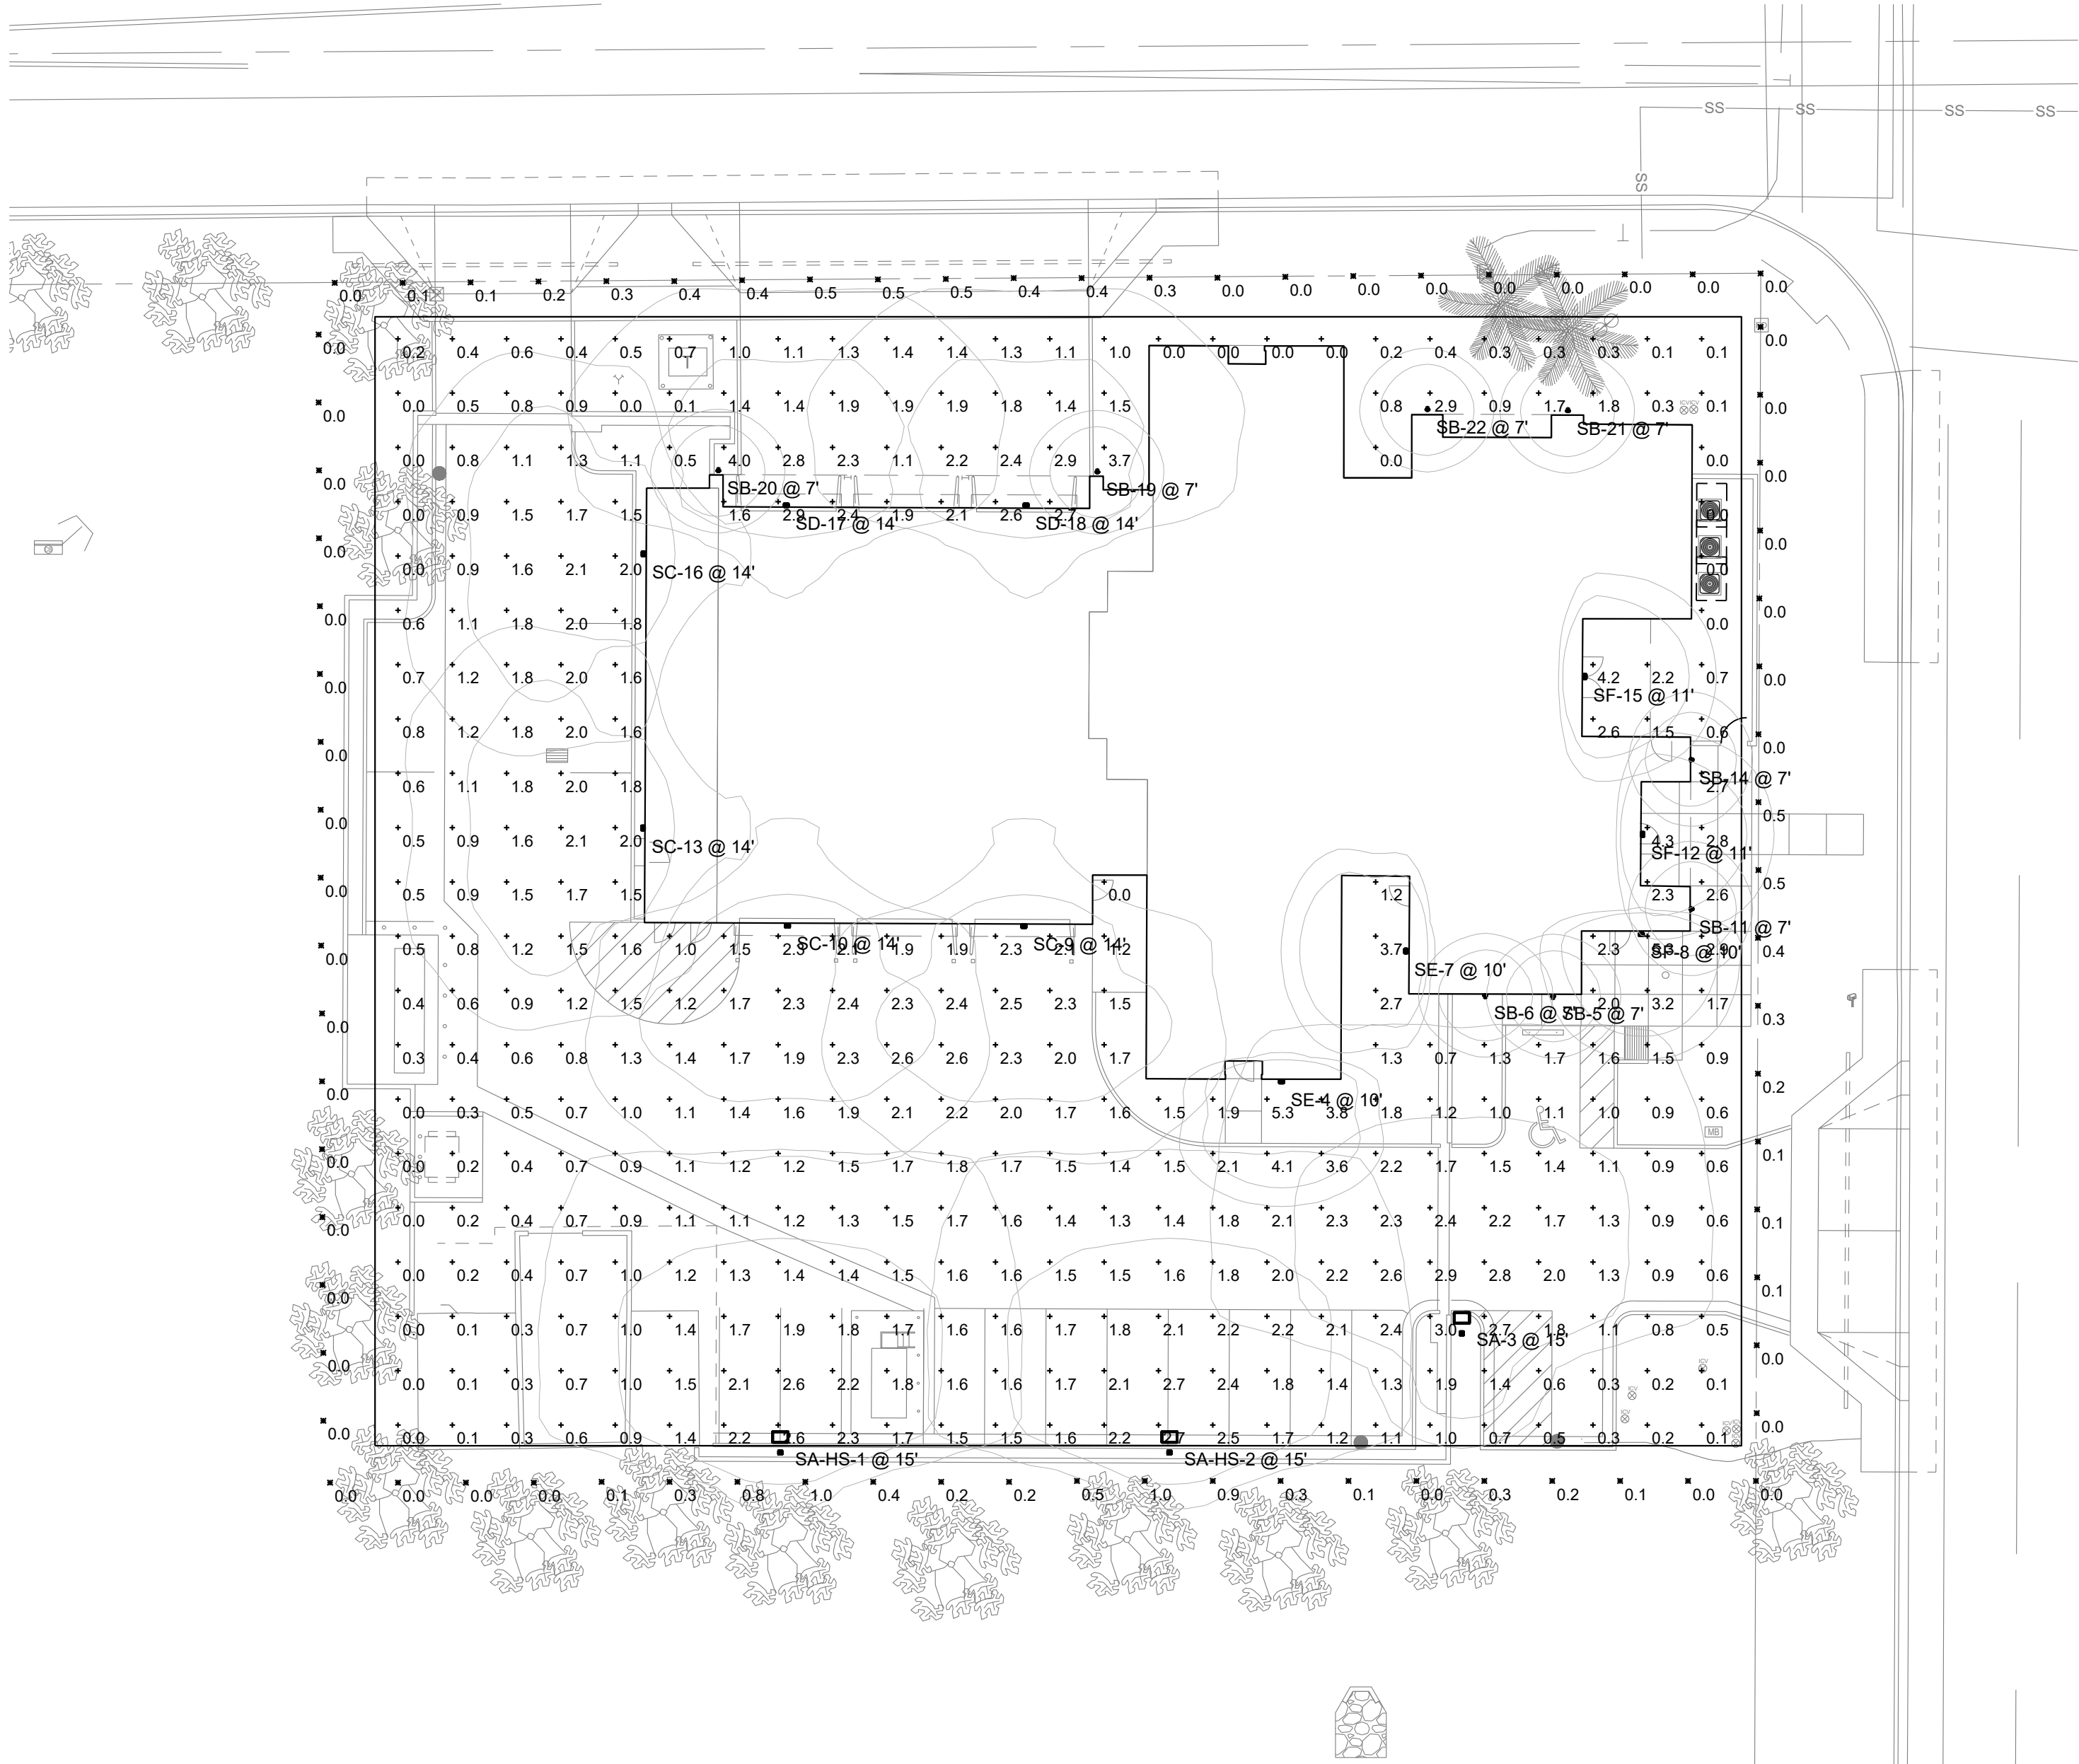 SS SS SS SS
SS
0.0 0.1 0.1 0.2 0.3 0.4 0.4 0.5 0.5 0.5 0.4 0.4 0.3 0.0 0.0 0.0 0.0 0.0 0.0 0.0 0.0 0.0
0.0 0.2 0.4 0.6 0.4 0.5 0.7 1.0 1.1 1.3 1.4 1.4 1.3 1.1 1.0 0.0 0.0 0.0 0.0 0.2 0.4 0.3 0.3 0.3 0.1 0.1 0.0
0.0 0.0 0.5 0.8 0.9 0.0 0.1 1.4 1.4 1.9 1.9 1.9 1.8 1.4 1.5 0.8 2.9 0.9 1.7 1.8 0.3 ICV ICV 0.1 0.0
SB-22 @ 7' SB-21 @ 7'
0.0 0.8 1.1 1.3 1.1 0.5 4.0 2.8 2.3 1.1 2.2 2.4 2.9 3.7 0.0 0.0
0.0 SB-20 @ 7' SB-19 @ 7' 0.0
0.0 0.9 1.5 1.7 1.5 1.6 2.9 2.4 1.9 2.1 2.6 2.7 0.0
SD-17 @ 14' SD-18 @ 14'
0.0 0.0
0.0 0.9 1.6 2.1 2.0 SC-16 @ 14' 0.0
0.0 0.6 1.1 1.8 2.0 1.8 0.0 0.0
0.0 0.7 1.2 1.8 2.0 1.6 4.2 2.2 0.7 0.0
SF-15 @ 11'
0.0 0.8 1.2 1.8 2.0 1.6 2.6 1.5 0.6 0.0
SB-14 @ 7'
0.6 1.1 1.8 2.0 1.8 2.7
0.0 0.5
0.5 0.9 1.6 2.1 2.0 SC-13 @ 14' 4.3 2.8
SF-12 @ 11'
0.0 0.5 0.9 1.5 1.7 1.5 0.0 1.2 2.3 2.6 0.5
SB-11 @ 7'
0.0 0.5 0.8 1.2 1.5 1.6 1.0 1.5 2.3 2.1 1.9 1.9 2.3 2.1 1.2 3.7 2.3 5.3 2.9 0.4
SC-10 @ 14' SC-9 @ 14' SF-8 @ 10'
SE-7 @ 10'
0.0 0.4 0.6 0.9 1.2 1.5 1.2 1.7 2.3 2.4 2.3 2.4 2.5 2.3 1.5 2.7 2.0 3.2 1.7 0.3
SB-6 @ 7' SB-5 @ 7'
0.3 0.4 0.6 0.8 1.3 1.4 1.7 1.9 2.3 2.6 2.6 2.3 2.0 1.7 1.3 0.7 1.3 1.7 1.6 1.5 0.9
0.0 0.2
SE-4 @ 10'
0.0 0.3 0.5 0.7 1.0 1.1 1.4 1.6 1.9 2.1 2.2 2.0 1.7 1.6 1.5 1.9 5.3 3.8 1.8 1.2 1.0 1.1 1.0 0.9 0.6
MB
0.0 0.0 0.2 0.4 0.7 0.9 1.1 1.2 1.2 1.5 1.7 1.8 1.7 1.5 1.4 1.5 2.1 4.1 3.6 2.2 1.7 1.5 1.4 1.1 0.9 0.6 0.1
0.0 0.0 0.2 0.4 0.7 0.9 1.1 1.1 1.2 1.3 1.5 1.7 1.6 1.4 1.3 1.4 1.8 2.1 2.3 2.3 2.4 2.2 1.7 1.3 0.9 0.6 0.1
0.0 0.0 0.2 0.4 0.7 1.0 1.2 1.3 1.4 1.4 1.5 1.6 1.6 1.5 1.5 1.6 1.8 2.0 2.2 2.6 2.9 2.8 2.0 1.3 0.9 0.6 0.1
0.0 0.1 0.3 0.7 1.0 1.4 1.7 1.9 1.8 1.7 1.6 1.6 1.7 1.8 2.1 2.2 2.2 2.1 2.4 3.0 2.7 1.8 1.1 0.8 0.5
SA-3 @ 15'
0.0 0.0
0.0 0.1 0.3 0.7 1.0 1.5 2.1 2.6 2.2 1.8 1.6 1.6 1.7 2.1 2.7 2.4 1.8 1.4 1.3 1.9 1.4 0.6 0.3 0.2 0.1
ICV ICV ICV
0.0 0.0 0.1 0.3 0.6 0.9 1.4 2.2 2.6 2.3 1.7 1.5 1.5 1.6 2.2 2.7 2.5 1.7 1.2 1.1 1.0 0.7 0.5 0.3 0.2 0.1 0.0
SA-HS-1 @ 15' SA-HS-2 @ 15'
0.0 0.0 0.0 0.0 0.1 0.3 0.8 1.0 0.4 0.2 0.2 0.5 1.0 0.9 0.3 0.1 0.0 0.3 0.2 0.1 0.0 0.0